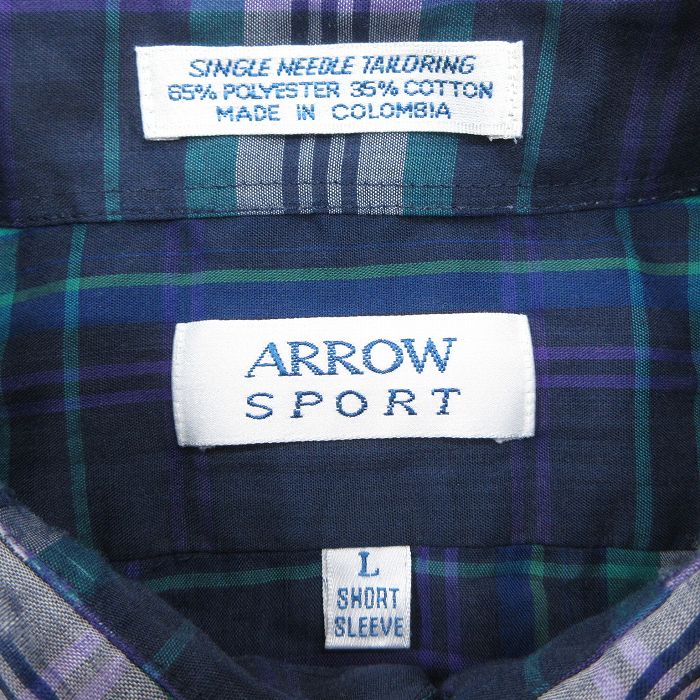 SINGLE NEEDLE TAILORING
65% POLYESTER 35% COTTON
MADE IN COLOMBIA
ARROW
SPORT
L
SHORT
SLEEVE